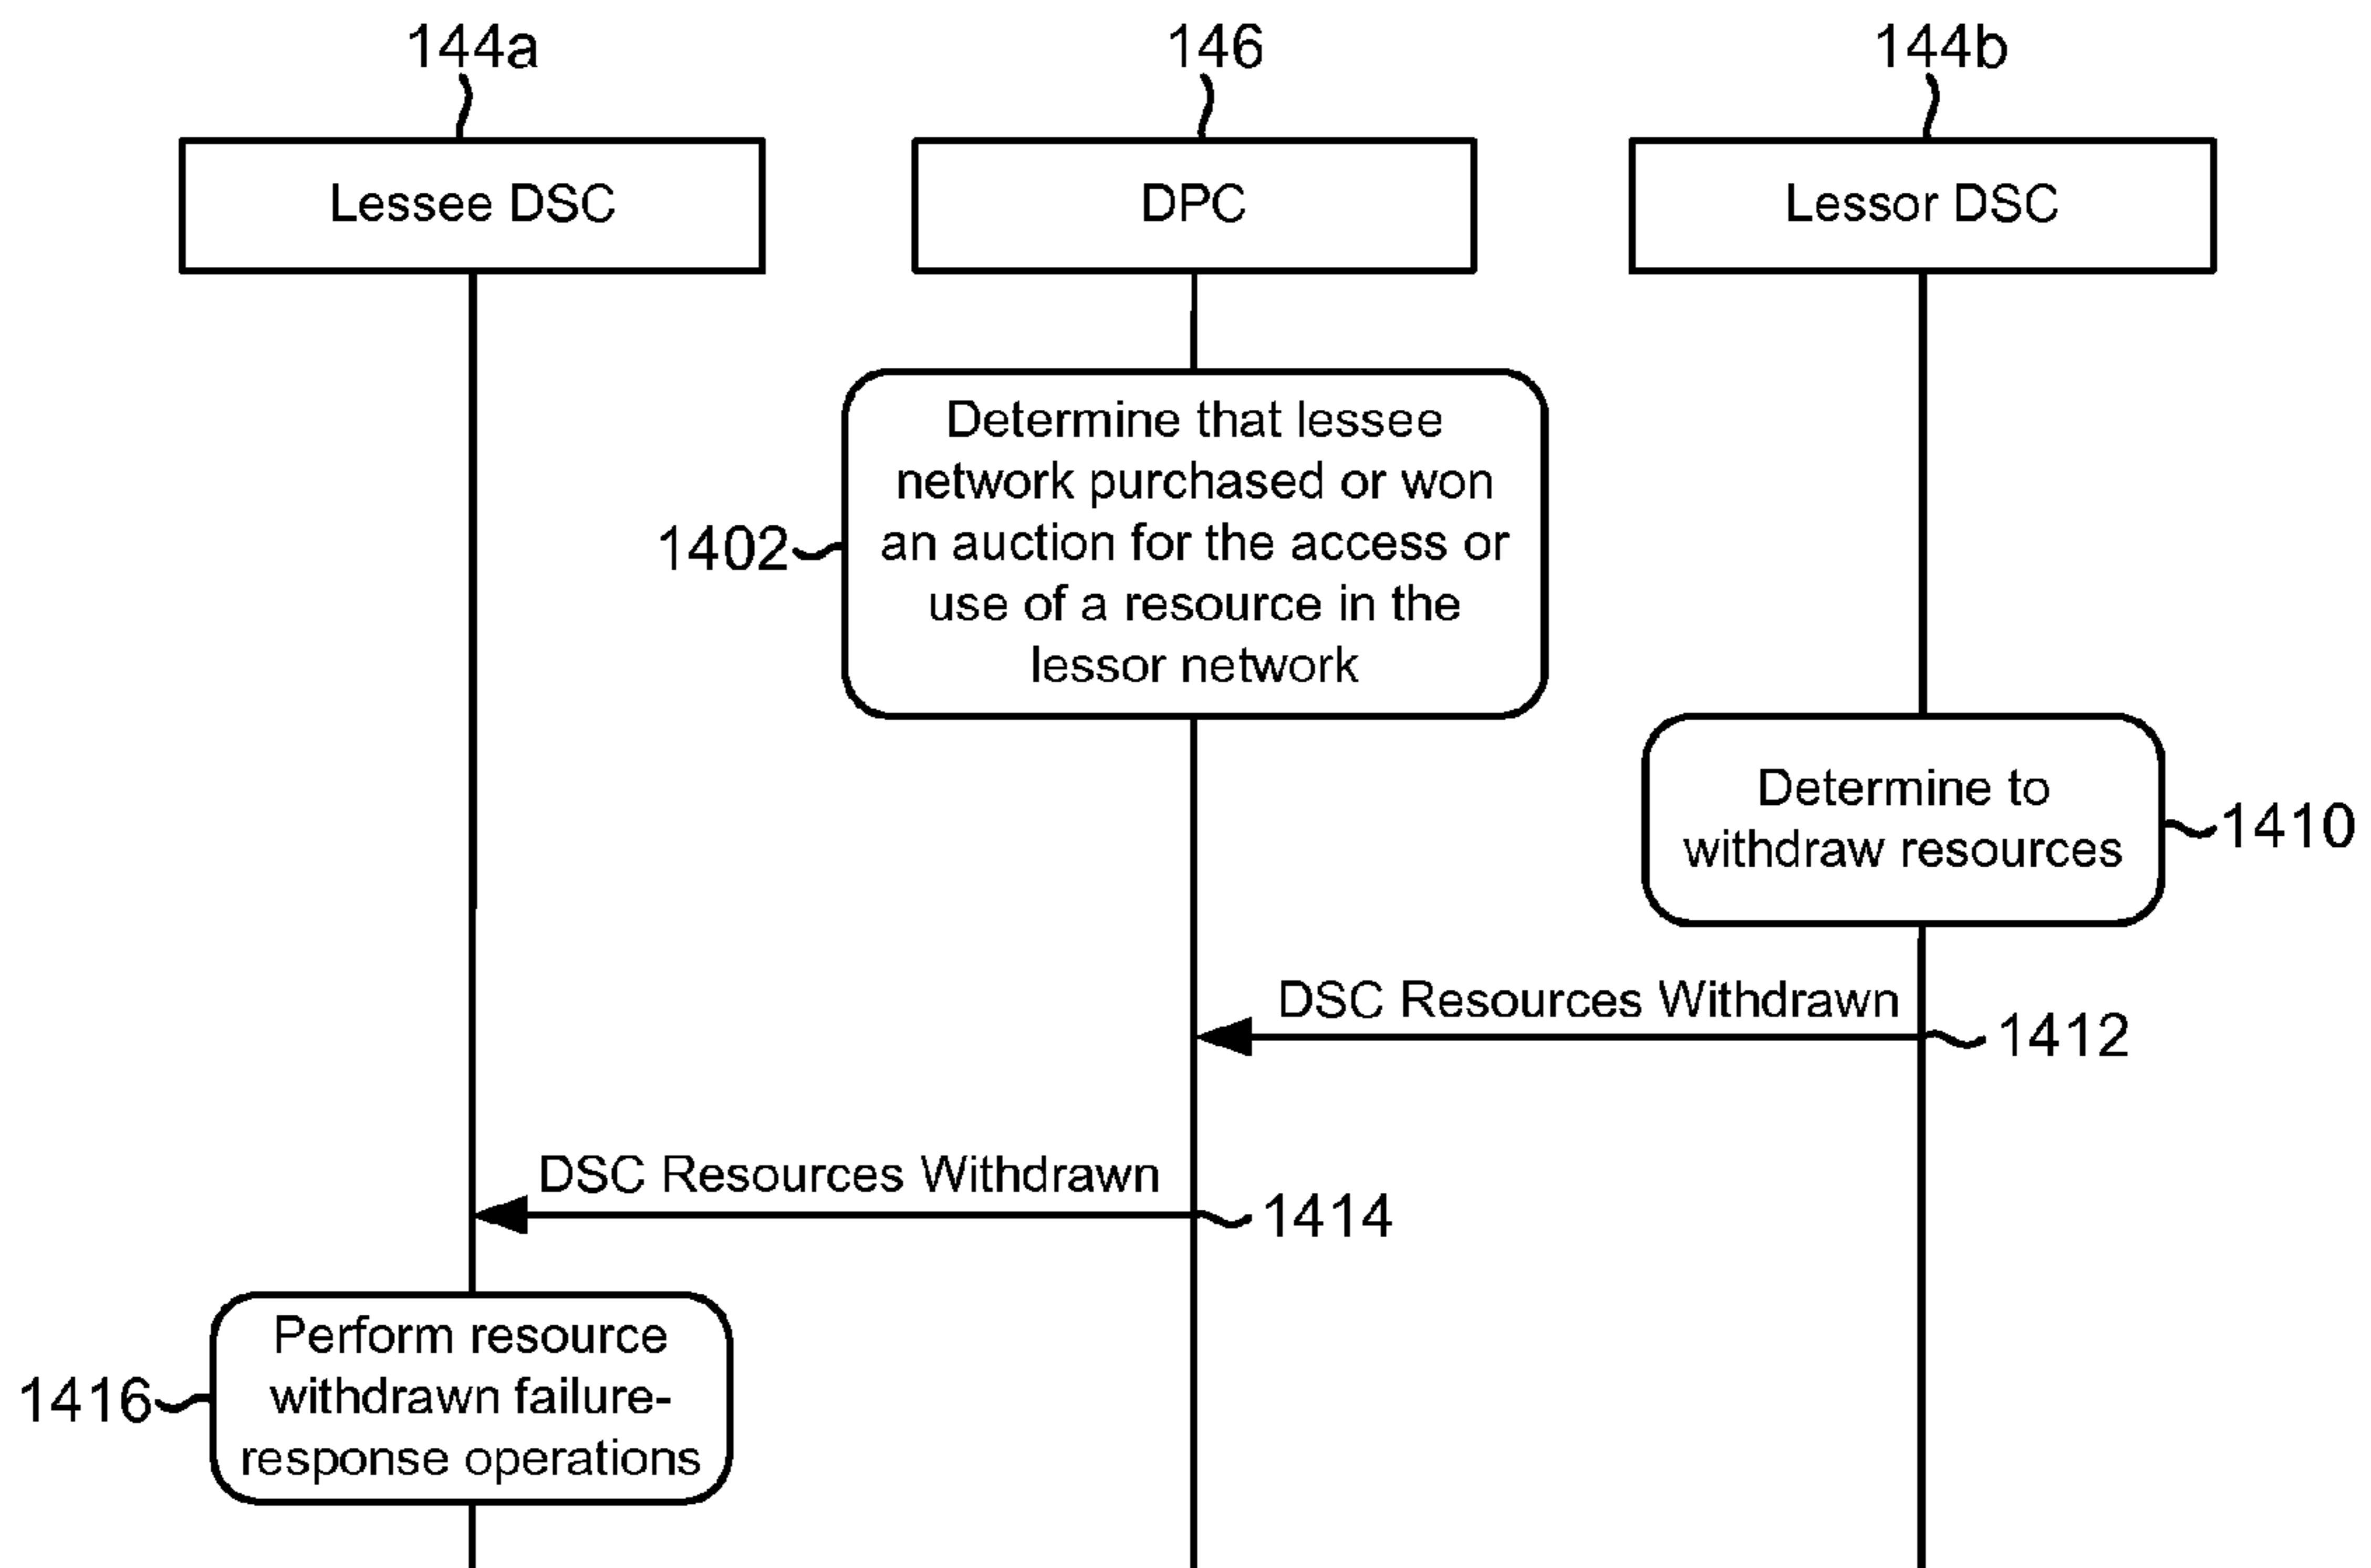 144a
146
144b
Lessee DSC
DPC
Lessor DSC
Determine that lessee
network purchased or won
an auction for the access or
use of a resource in the
lessor network
1402
Determine to
withdraw resources
1410
DSC Resources Withdrawn
1412
DSC Resources Withdrawn
1414
Perform resource
withdrawn failure-
response operations
1416